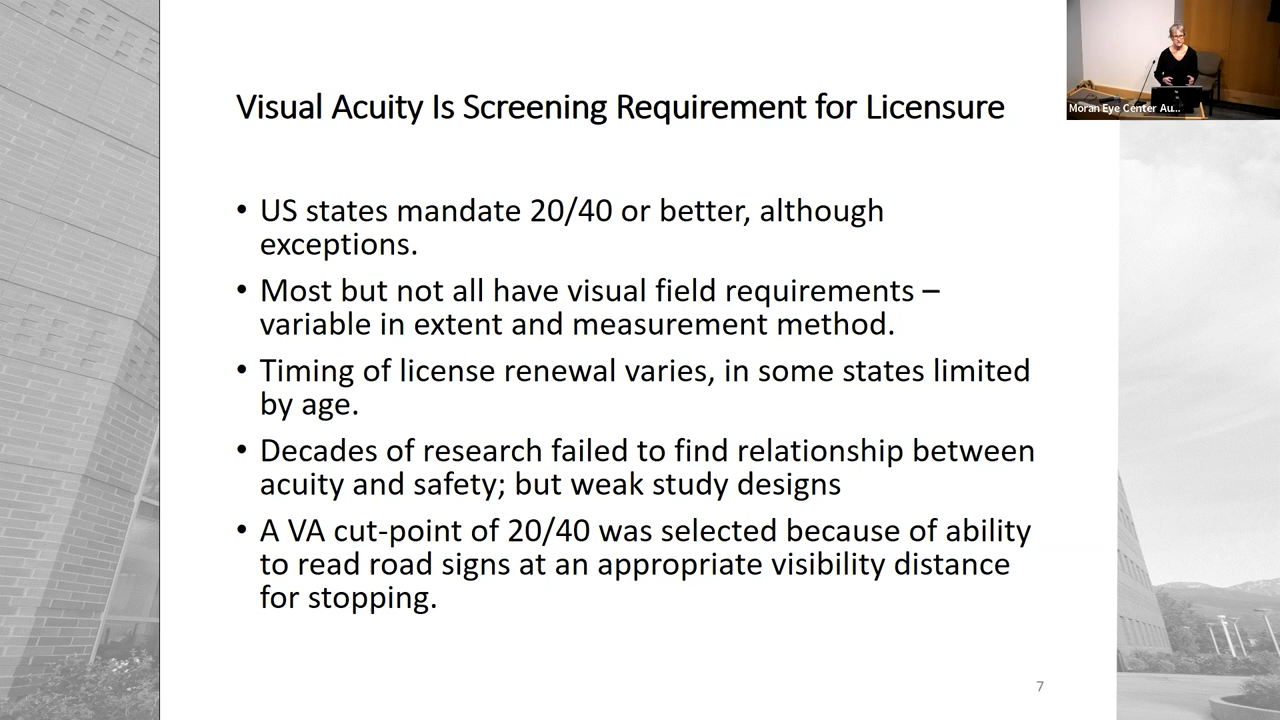 Visual Acuity Is Screening Requirement for Licensure
Moran Eye Center Au...
• US states mandate 20/40 or better, although
exceptions.
• Most but not all have visual field requirements –
variable in extent and measurement method.
• Timing of license renewal varies, in some states limited
by age.
• Decades of research failed to find relationship between
acuity and safety; but weak study designs
• A VA cut-point of 20/40 was selected because of ability
to read road signs at an appropriate visibility distance
for stopping.
7